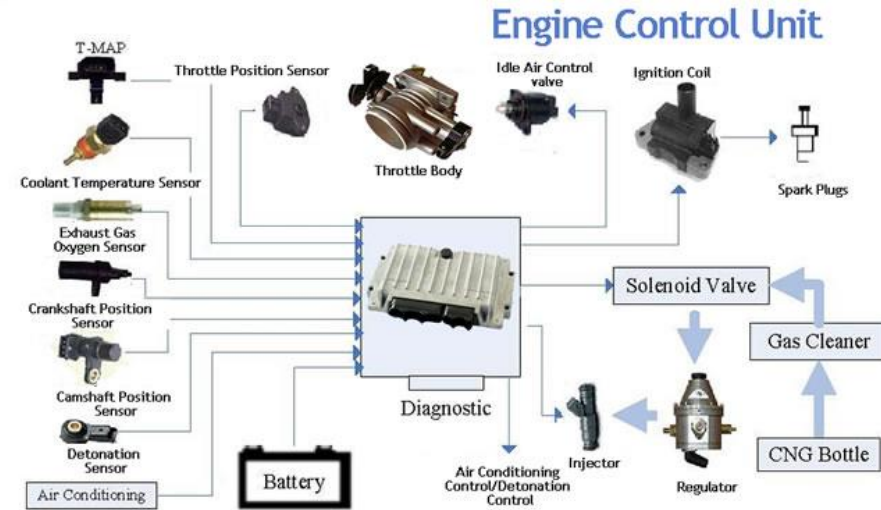 Engine Control Unit
T-MAP
Throttle Position Sensor
Idle Air Control
valve
Ignition Coil
Throttle Body
Spark Plugs
Coolant Temperature Sensor
Exhaust Gas
Oxygen Sensor
Crankshaft Position
Sensor
Solenoid Valve
Gas Cleaner
Camshaft Position
Sensor
Diagnostic
Detonation
Sensor
Battery
Air Conditioning
Air Conditioning
Control/Detonation
Control
Injector
Regulator
CNG Bottle